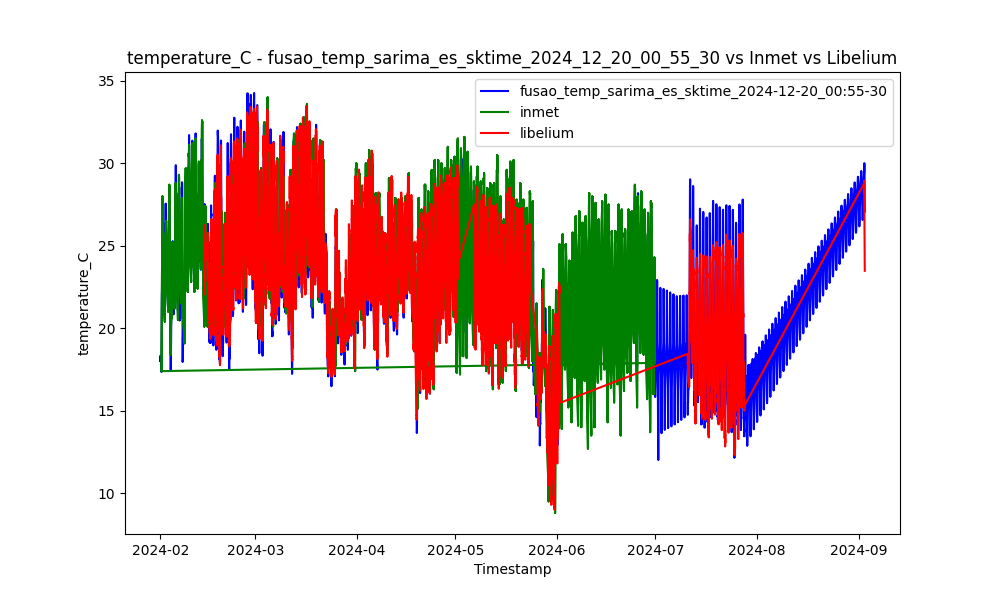 temperature_C - fusao_temp_sarima_es_sktime_2024_12_20_00_55_30 vs Inmet vs Libelium
fusao_temp_sarima_es_sktime_2024-12-20_00:55-30
inmet
libelium
35
30
25
20
15
10
temperature_C
2024-02 2024-03 2024-04 2024-05 2024-06 2024-07 2024-08 2024-09
Timestamp